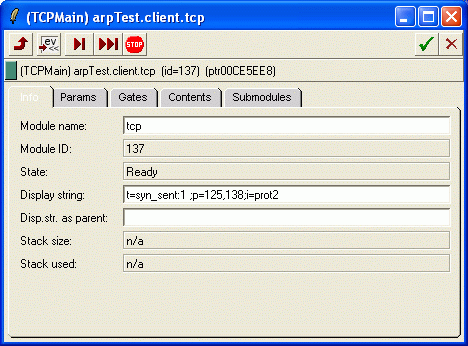 (TCPMain) arpTest.client.tcp
ev
STOP
(TCPMain) arpTest.client.tcp (id=137) (ptr00CE5EE8)
Info Params Gates Contents Submodules
Module name: tcp
Module ID: 137
State: Ready
Display string: t=syn_sent:1 ;p=125,138;i=prot2
Disp.str. as parent:
Stack size: n/a
Stack used: n/a